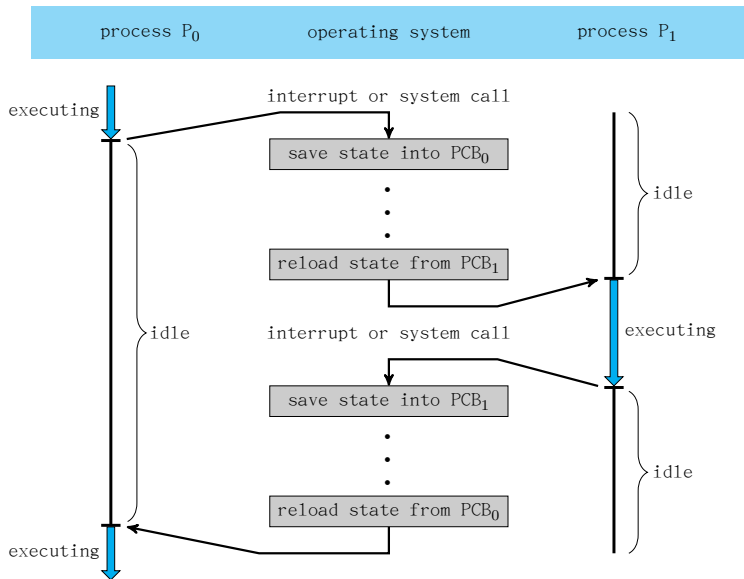 process P₀ operating system process P₁
interrupt or system call
executing
save state into PCB₀
idle
reload state from PCB₁
idle
interrupt or system call
executing
save state into PCB₁
idle
reload state from PCB₀
executing